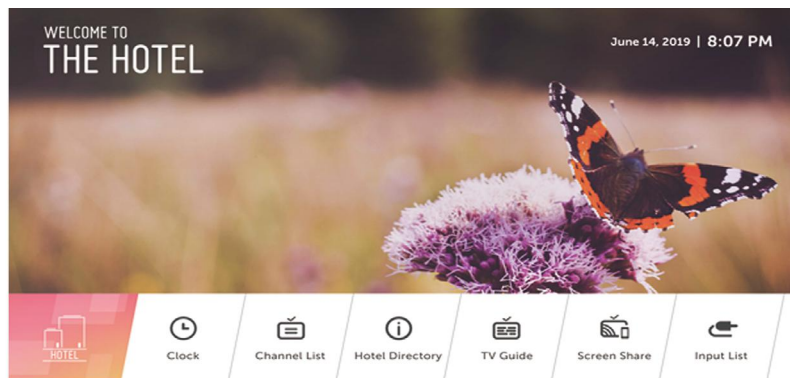 WELCOME TO
THE HOTEL
June 14, 2019 | 8:07 PM
HOTEL
Clock
Channel List
Hotel Directory
TV Guide
Screen Share
Input List